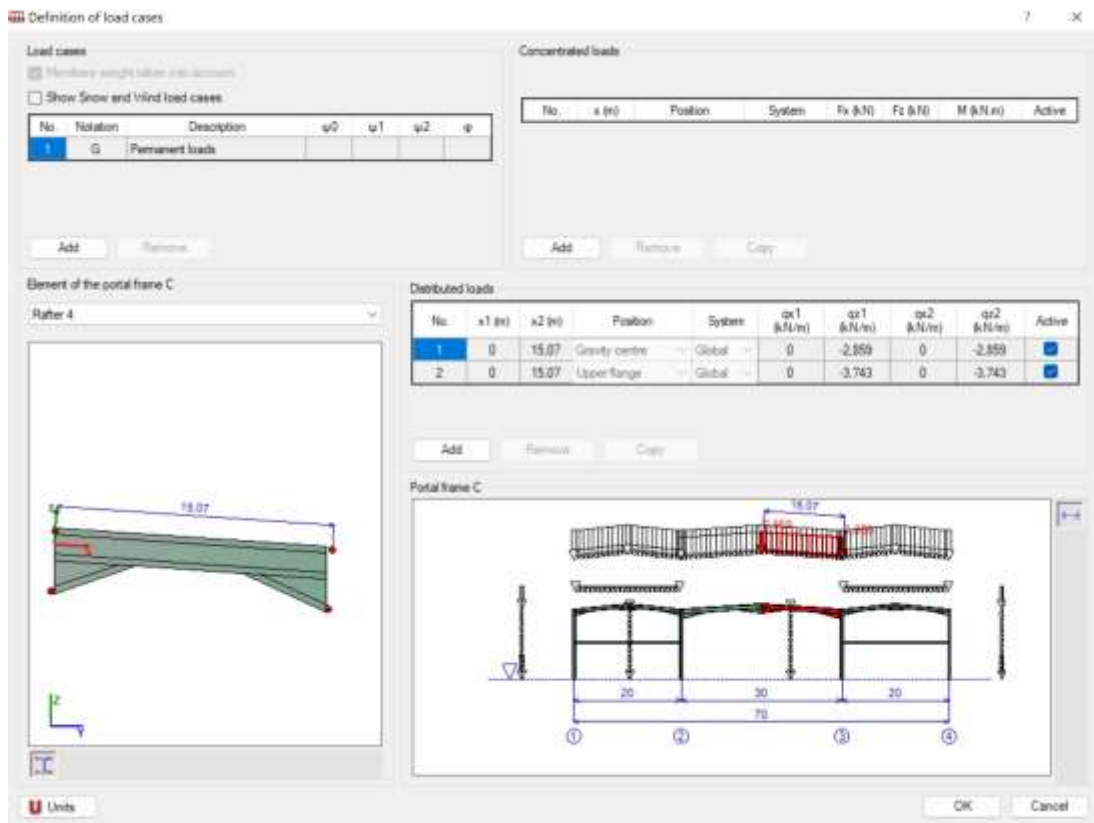 Definition of load cases
? X
Load cases
Members weight taken into account
Show Snow and Wind load cases
No. Notation Description ψ0 ψ1 ψ2 φ
1 G Permanent loads
Add Remove
Concentrated loads
No. x (m) Position System Fx (kN) Fz (kN) M (kN.m) Active
Add Remove Copy
Element of the portal frame C
Rafter 4
15.07
Z
Y
Distributed loads
No. x1 (m) x2 (m) Position System qx1 (kN/m) qz1 (kN/m) qx2 (kN/m) qz2 (kN/m) Active
1 0 15.07 Gravity centre Global 0 -2.859 0 -2.859
2 0 15.07 Upper flange Global 0 -3.743 0 -3.743
Add Remove Copy
Portal frame C
15.07
20 30 20
70
1 2 3 4
Units
OK Cancel